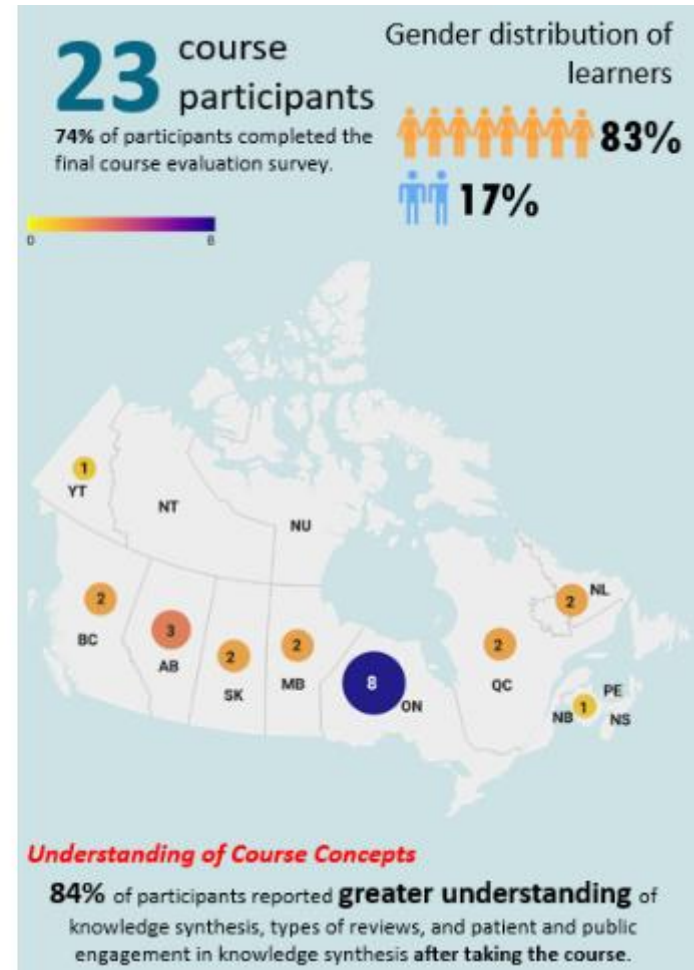 23 course
participants
74% of participants completed the
final course evaluation survey.
Gender distribution of
learners
83%
17%
0 8
1
YT
NT
NU
2
BC
3
AB
2
SK
2
MB
8
ON
2
QC
2 NL
PE
NB 1 NS
Understanding of Course Concepts
84% of participants reported greater understanding of
knowledge synthesis, types of reviews, and patient and public
engagement in knowledge synthesis after taking the course.